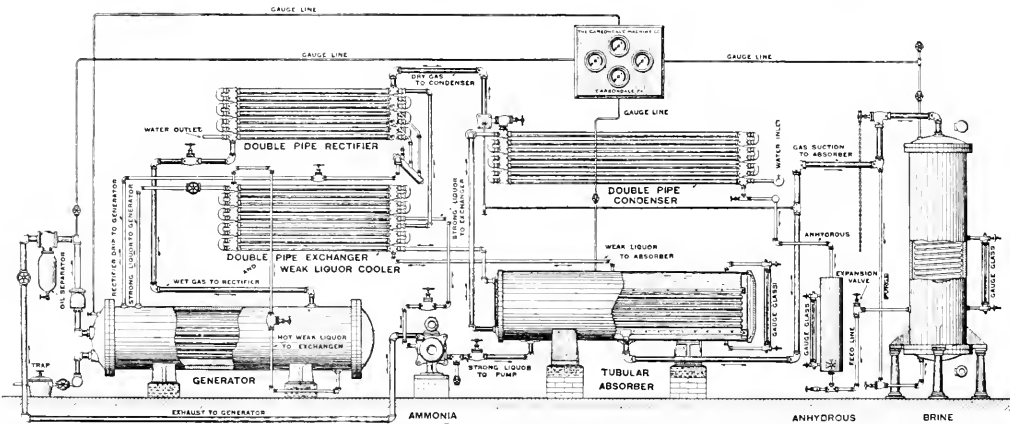 GAUGE LINE
GAUGE LINE
THE CARBONDALE MACHINE CO.
CARBONDALE, PA.
GAUGE LINE
GAUGE LINE
DRY GAS
TO CONDENSER
WATER OUTLET
DOUBLE PIPE RECTIFIER
WATER INLET
GAS SUCTION
TO ABSORBER
DOUBLE PIPE
CONDENSER
RECTIFIER DRIP TO GENERATOR
STRONG LIQUOR TO GENERATOR
STRONG LIQUOR
TO EXCHANGER
DOUBLE PIPE EXCHANGER
AND
WEAK LIQUOR COOLER
WEAK LIQUOR
TO ABSORBER
ANHYDROUS
OIL SEPARATOR
WET GAS TO RECTIFIER
EXPANSION
VALVE
PURGE
GAUGE GLASS
GAUGE GLASS
GAUGE GLASS
FEED LINE
HOT WEAK LIQUOR
TO EXCHANGER
TRAP
GENERATOR
STRONG LIQUOR
TO PUMP
TUBULAR
ABSORBER
EXHAUST TO GENERATOR
AMMONIA
ANHYDROUS
BRINE